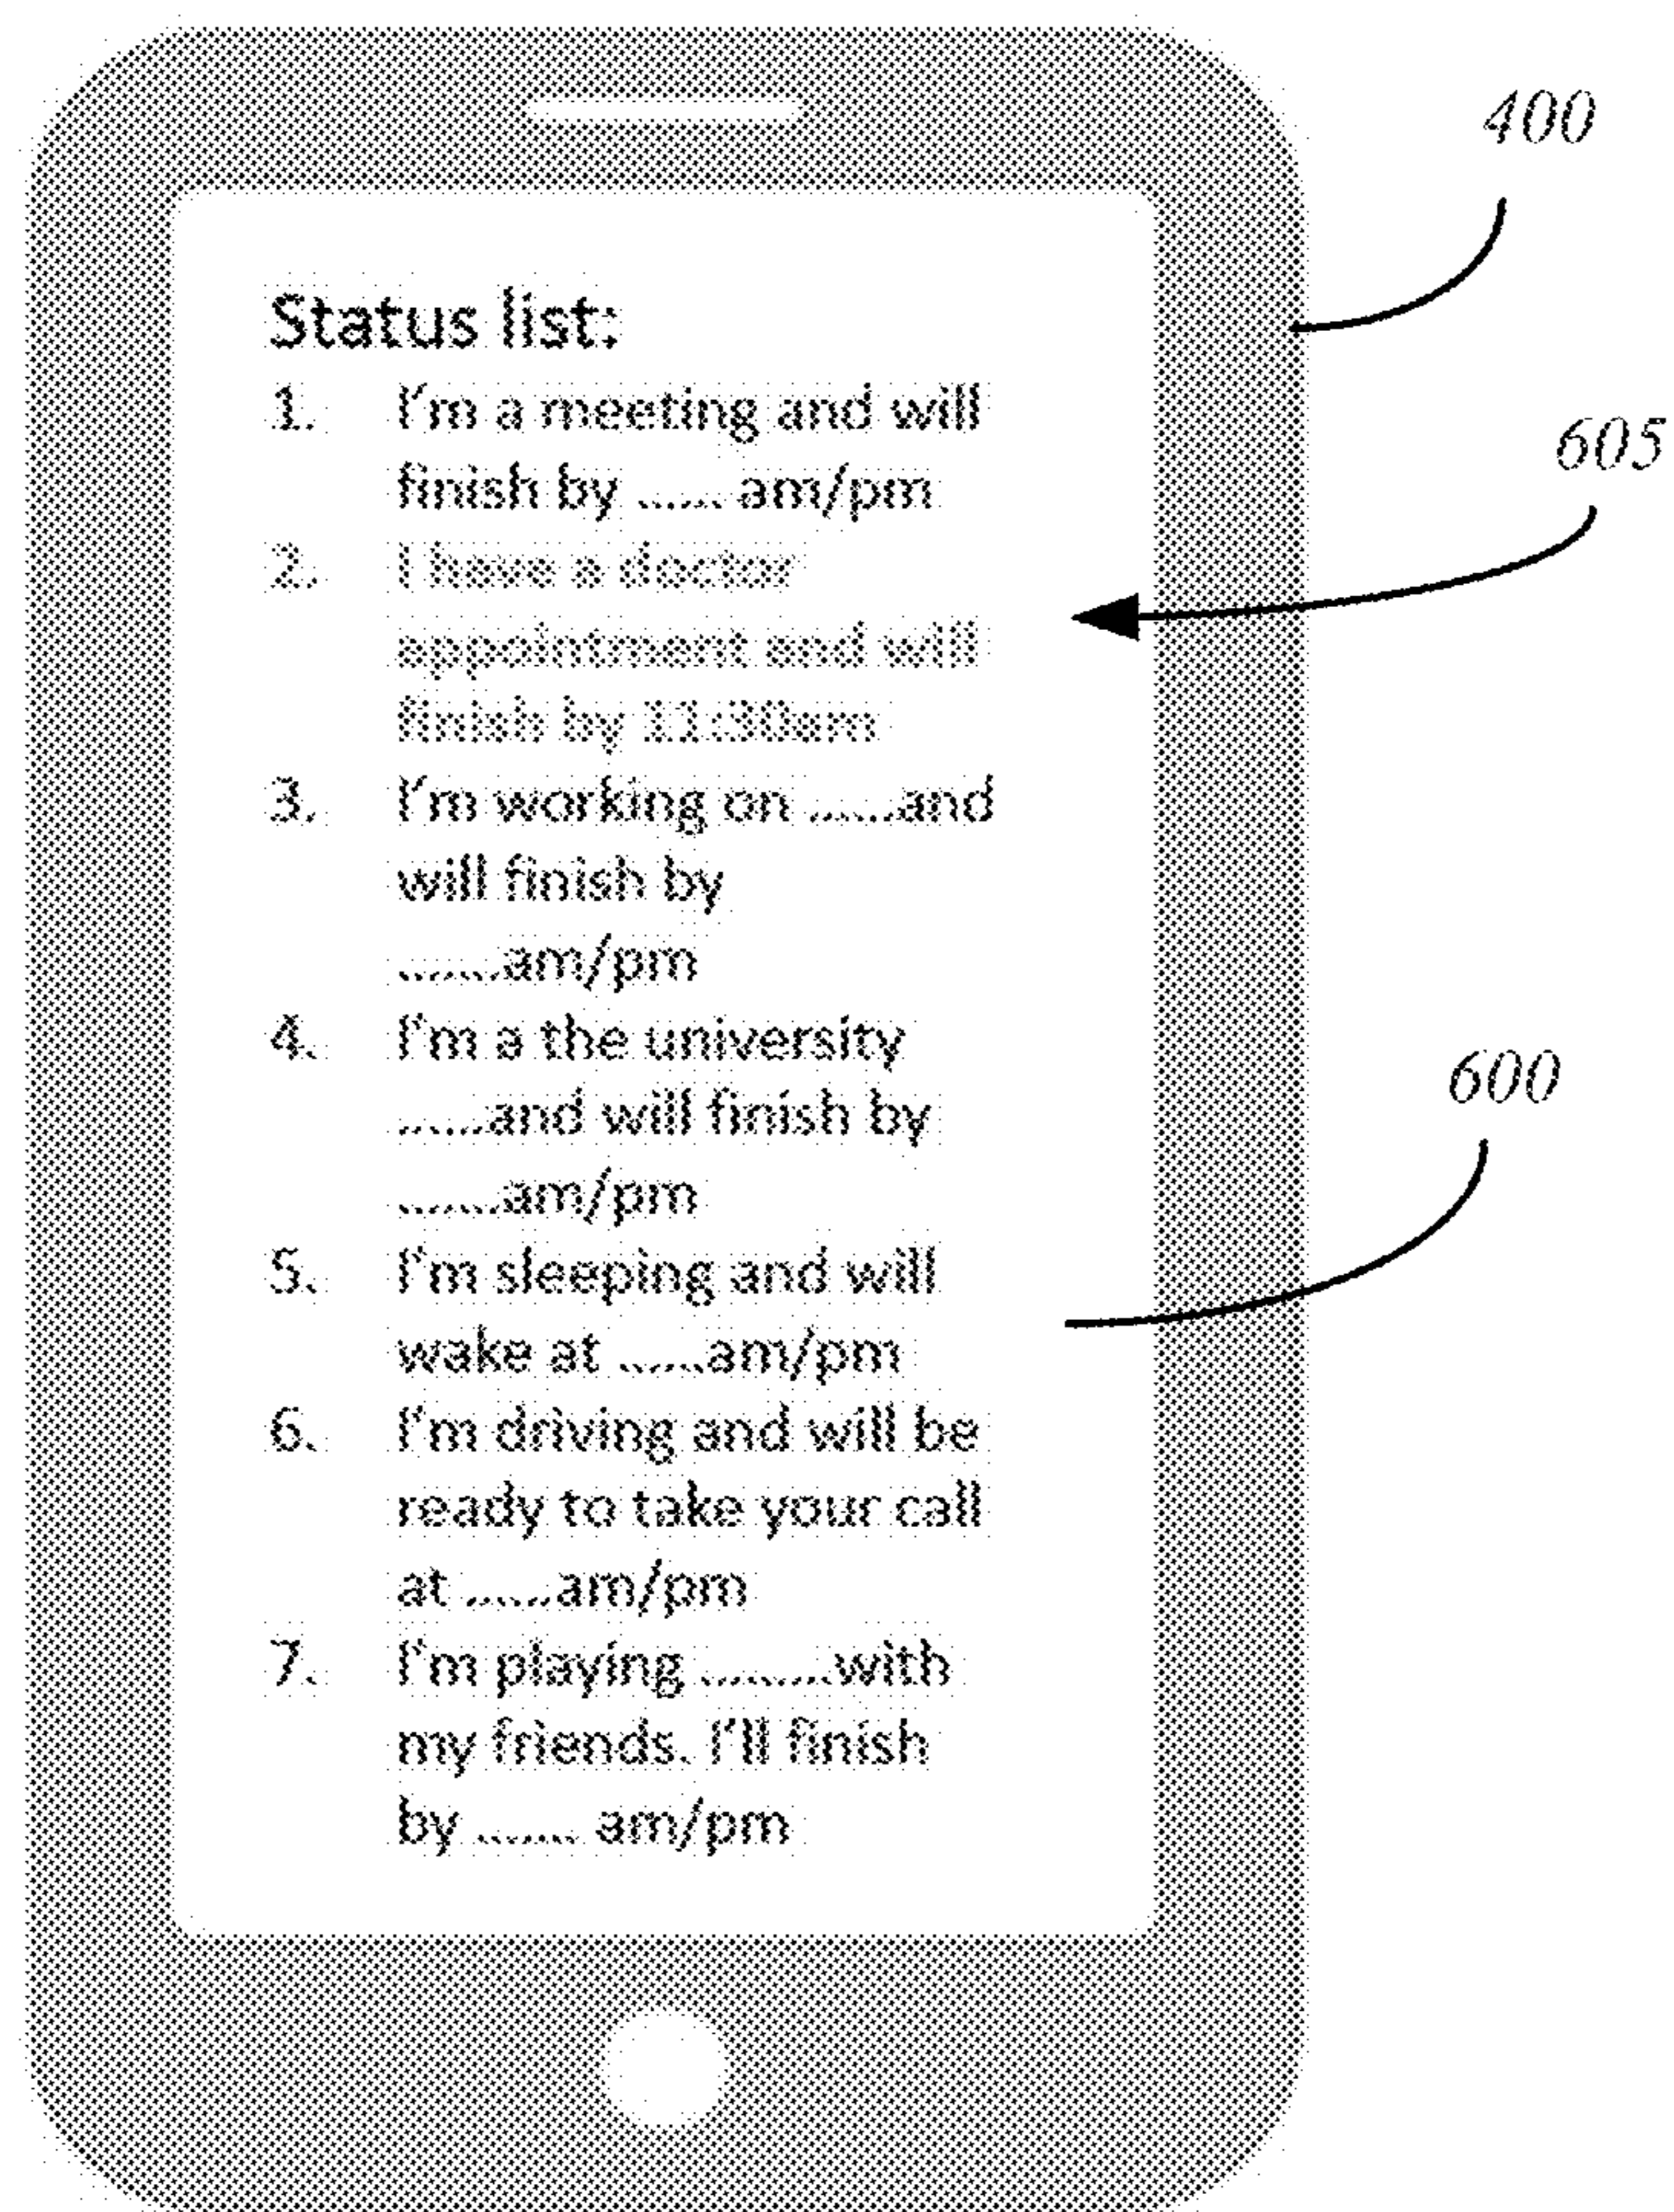 400
Status list:
1. I'm a meeting and will
finish by ...... am/pm
605
2. I have a doctor
appointment and will
finish by 11:30am
3. I'm working on ......and
will finish by
.......am/pm
4. I'm a the university
......and will finish by
.......am/pm
600
5. I'm sleeping and will
wake at ......am/pm
6. I'm driving and will be
ready to take your call
at ......am/pm
7. I'm playing .........with
my friends. I'll finish
by ....... am/pm